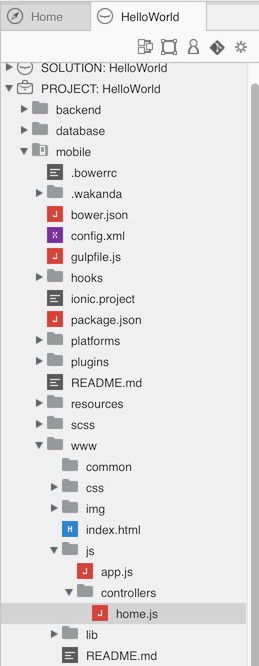 Home
HelloWorld
SOLUTION: HelloWorld
PROJECT: HelloWorld
backend
database
mobile
.bowerrc
.wakanda
J bower.json
X config.xml
J gulpfile.js
hooks
ionic.project
J package.json
platforms
plugins
README.md
resources
scss
www
common
css
img
H index.html
js
J app.js
controllers
J home.js
lib
README.md